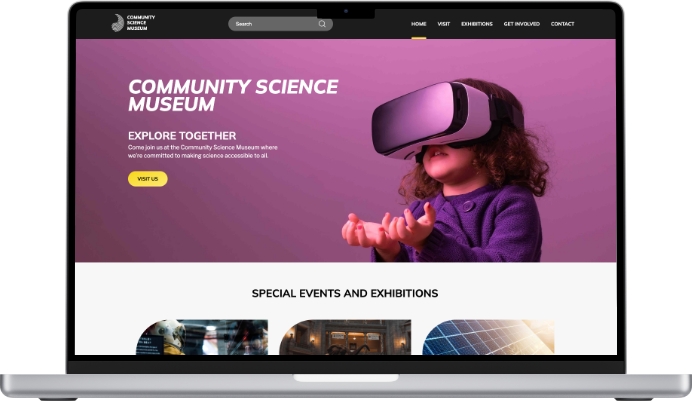 COMMUNITY
SCIENCE
MUSEUM
Search
HOME
VISIT
EXHIBITIONS
GET INVOLVED
CONTACT
COMMUNITY SCIENCE
MUSEUM
EXPLORE TOGETHER
Come join us at the Community Science Museum where
we're committed to making science accessible to all.
VISIT US
SPECIAL EVENTS AND EXHIBITIONS